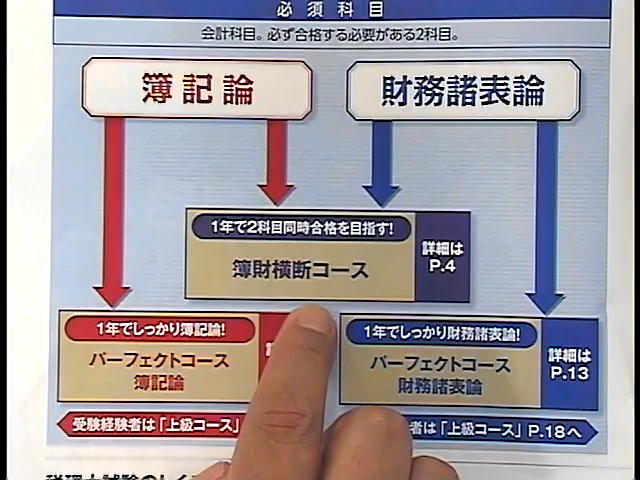 必須科目
会計科目。必ず合格する必要がある2科目。
簿記論
財務諸表論
1年で2科目同時合格を目指す!
簿財横断コース
詳細は
P.4
1年でしっかり簿記論!
パーフェクトコース
簿記論
1年でしっかり財務諸表論!
パーフェクトコース
財務諸表論
詳細は
P.13
受験経験者は「上級コース」
者は「上級コース」P.18へ